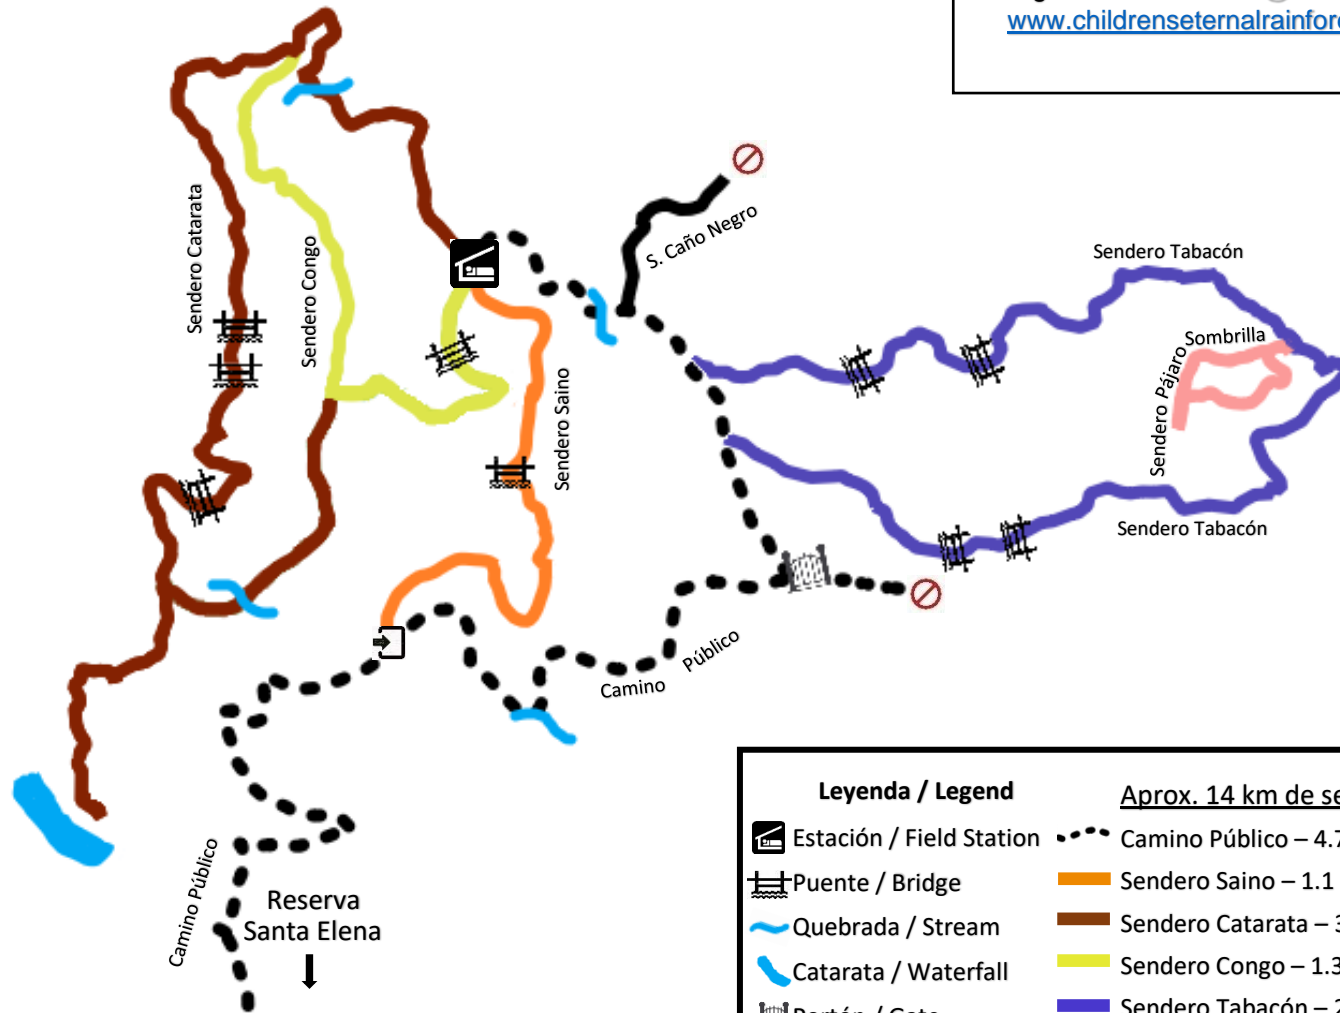 www.childrenseternalrainfor
Sendero Catarata
Sendero Congo
S. Caño Negro
Sendero Tabacón
Sombrilla
Sendero Pájaro
Sendero Saino
Sendero Tabacón
Camino Público
Camino Público
Reserva
Santa Elena
Leyenda / Legend
Estación / Field Station
Puente / Bridge
Quebrada / Stream
Catarata / Waterfall
Portón / Gate
Aprox. 14 km de se
Camino Público – 4.7
Sendero Saino – 1.1
Sendero Catarata – 3
Sendero Congo – 1.3
Sendero Tabacón – 2